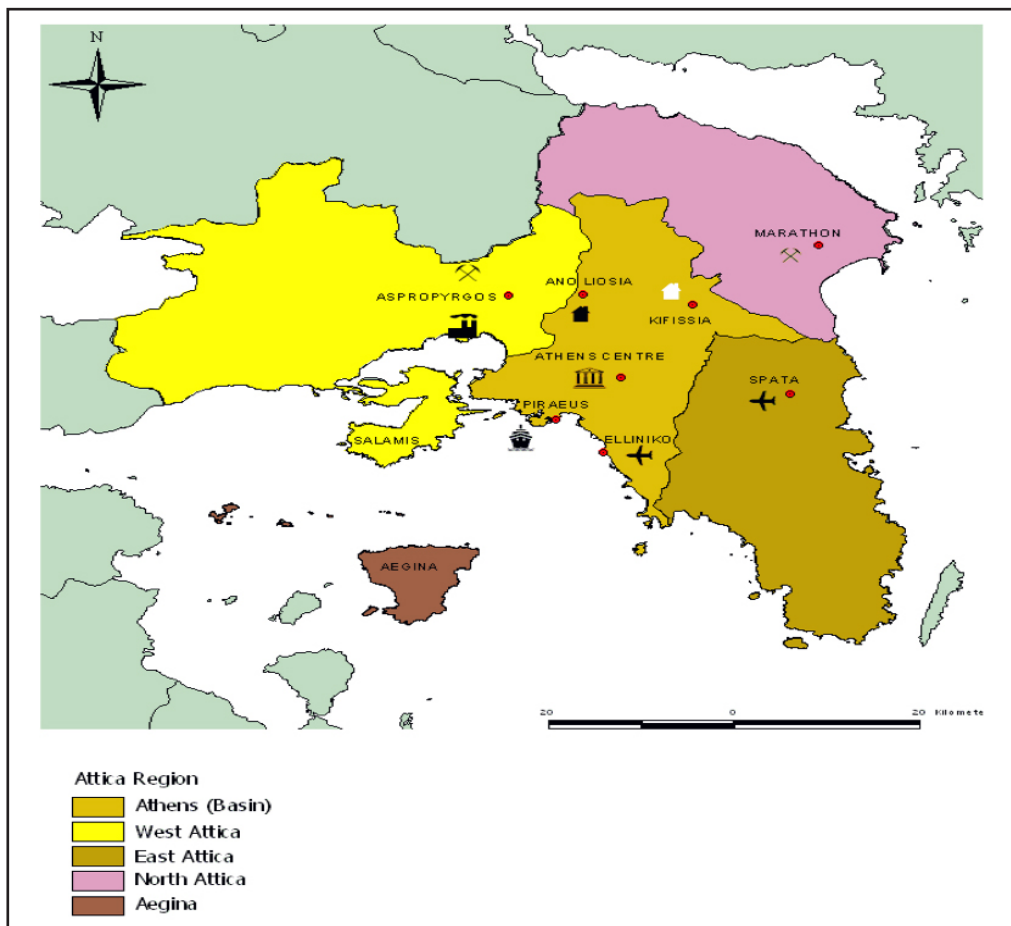 N
MARATHON
ANO LIOSIA
ASPROPYRGOS
KIFISSIA
ATHENS CENTRE
SPATA
PIRAEUS
SALAMIS
ELLINIKO
AEGINA
20 0 20 Kilomete
Attica Region
Athens (Basin)
West Attica
East Attica
North Attica
Aegina